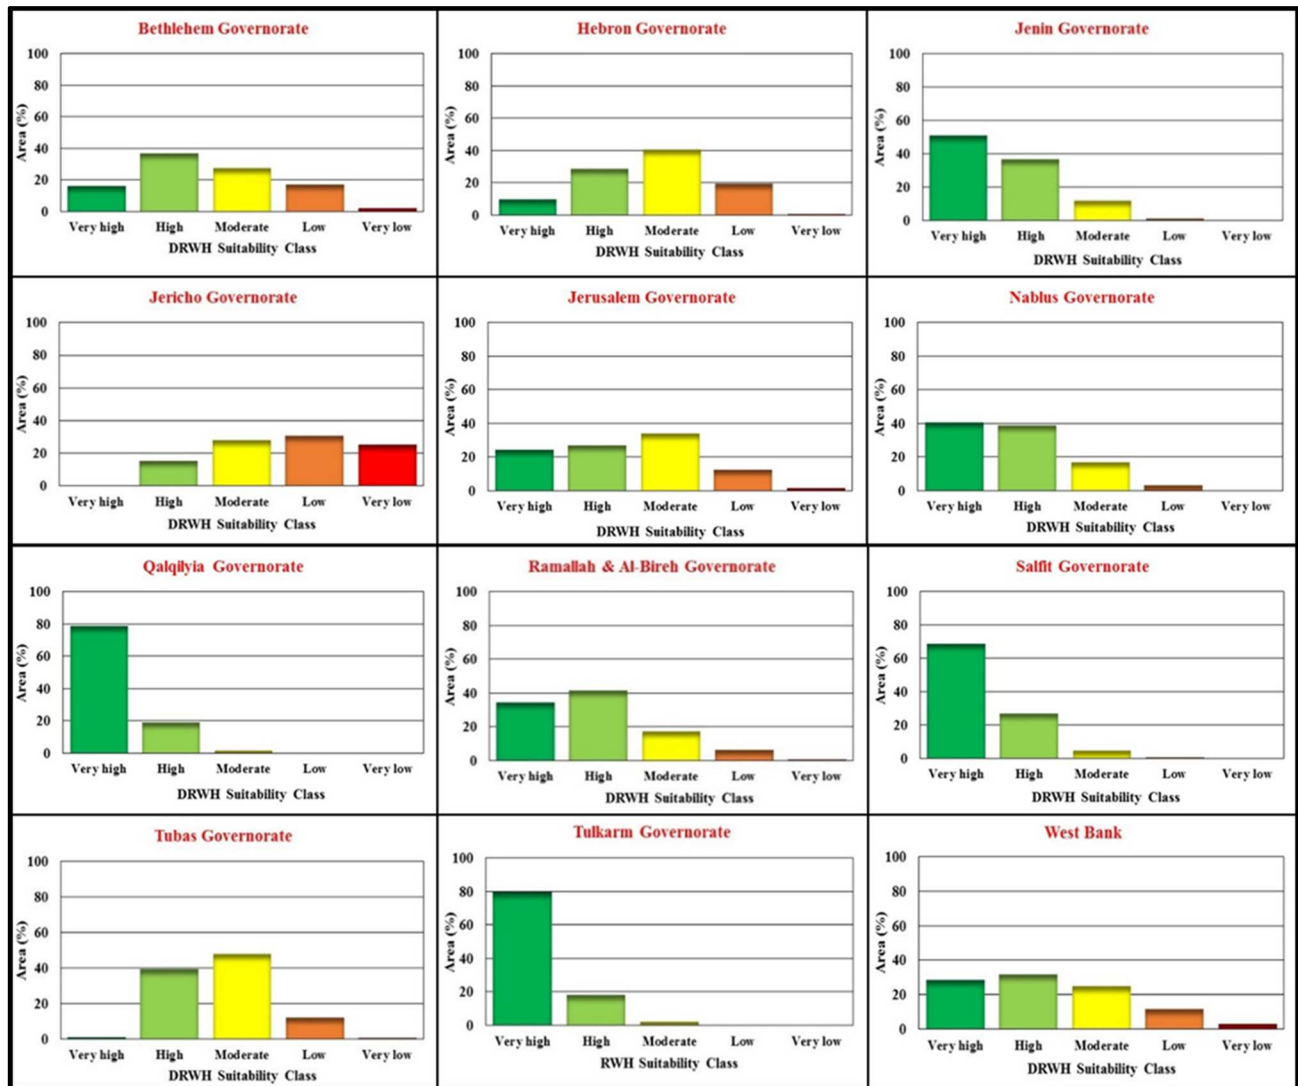 Bethlehem Governorate
100
80
60
40
20
0
Area (%)
Very high High Moderate Low Very low
DRWH Suitability Class
Hebron Governorate
100
80
60
40
20
0
Area (%)
Very high High Moderate Low Very low
DRWH Suitability Class
Jenin Governorate
100
80
60
40
20
0
Area (%)
Very high High Moderate Low Very low
DRWH Suitability Class
Jericho Governorate
100
80
60
40
20
0
Area (%)
Very high High Moderate Low Very low
DRWH Suitability Class
Jerusalem Governorate
100
80
60
40
20
0
Area (%)
Very high High Moderate Low Very low
DRWH Suitability Class
Nablus Governorate
100
80
60
40
20
0
Area (%)
Very high High Moderate Low Very low
DRWH Suitability Class
Qalqilyia Governorate
100
80
60
40
20
0
Area (%)
Very high High Moderate Low Very low
DRWH Suitability Class
Ramallah & Al-Bireh Governorate
100
80
60
40
20
0
Area (%)
Very high High Moderate Low Very low
DRWH Suitability Class
Salfit Governorate
100
80
60
40
20
0
Area (%)
Very high High Moderate Low Very low
DRWH Suitability Class
Tubas Governorate
100
80
60
40
20
0
Area (%)
Very high High Moderate Low Very low
DRWH Suitability Class
Tulkarm Governorate
100
80
60
40
20
0
Area (%)
Very high High Moderate Low Very low
RWH Suitability Class
West Bank
100
80
60
40
20
0
Area (%)
Very high High Moderate Low Very low
DRWH Suitability Class